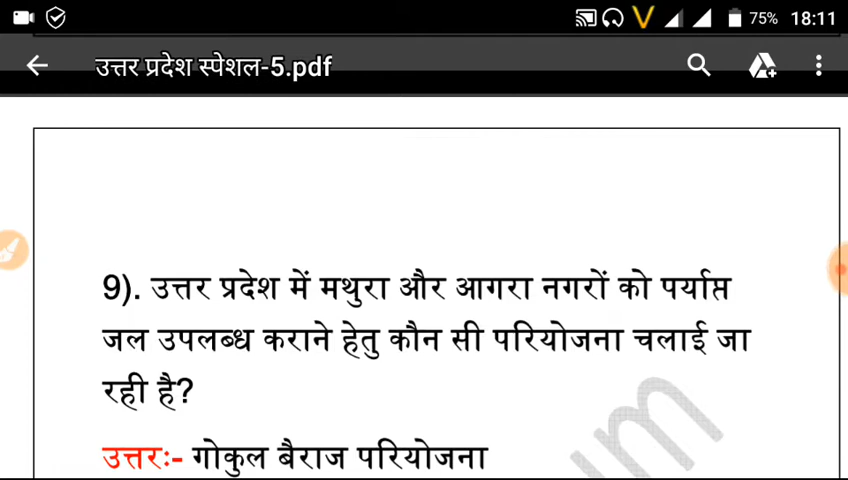 75% 18:11
उत्तर प्रदेश स्पेशल-5.pdf
9). उत्तर प्रदेश में मथुरा और आगरा नगरों को पर्याप्त
जल उपलब्ध कराने हेतु कौन सी परियोजना चलाई जा
रही है?
उत्तरः- गोकुल बैराज परियोजना